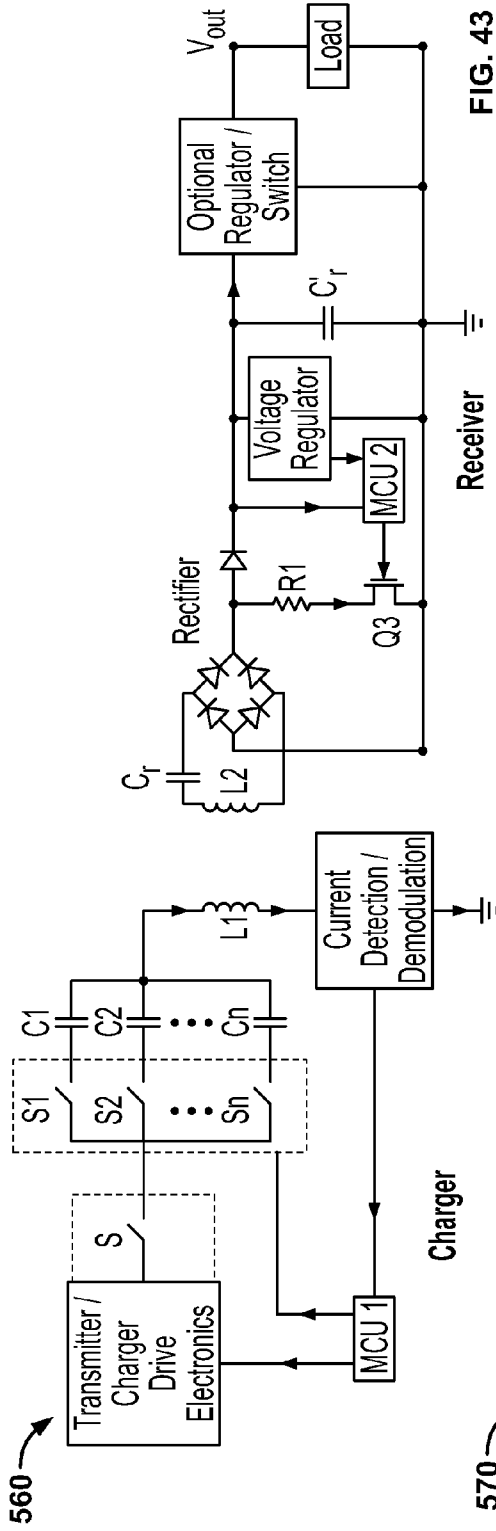 560
Transmitter /
Charger
Drive
Electronics
S
S1
S2
Sn
C1
C2
Cn
L1
Current
Detection /
Demodulation
MCU 1
Charger
Cr
L2
Rectifier
R1
Q3
MCU 2
Voltage
Regulator
C'r
Optional
Regulator /
Switch
Vout
Load
Receiver
FIG. 43
570